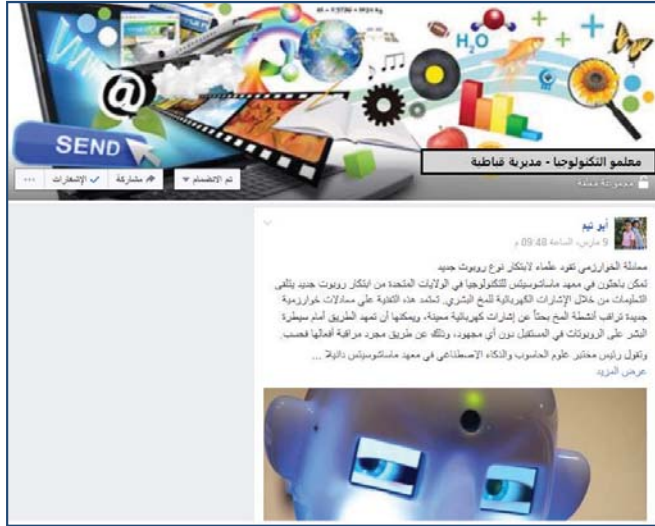 H₂O
@
SEND
معلمو التكنولوجيا - مديرية قباطية
مجموعة مغلقة
تم الانضمام
مشاركة
الإشعارات
أبو تيم
9 مارس، الساعة 09:48 م
معادلة الخوارزمي تقود علماء لابتكار نوع روبوت جديد
تمكن باحثون في معهد ماساتشوسيتس للتكنولوجيا في الولايات المتحدة من ابتكار روبوت جديد يتلقى
التعليمات من خلال الإشارات الكهربائية للمخ البشري. تعتمد هذه التقنية على معادلات خوارزمية
جديدة تراقب أنشطة المخ بحثاً عن إشارات كهربائية معينة، ويمكنها أن تمهد الطريق أمام سيطرة
البشر على الروبوتات في المستقبل دون أي مجهود، وذلك عن طريق مجرد مراقبة أفعالها فحسب.
وتقول رئيس مختبر علوم الحاسوب والذكاء الاصطناعي في معهد ماساتشوسيتس دانيلا ...
عرض المزيد